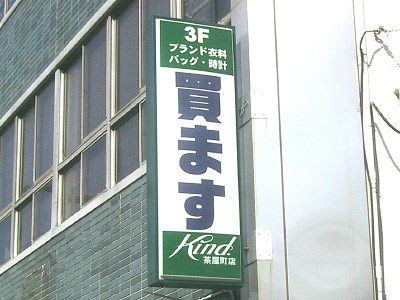 3F
ブランド衣料
バッグ・時計
買ます
Kind.
茶屋町店